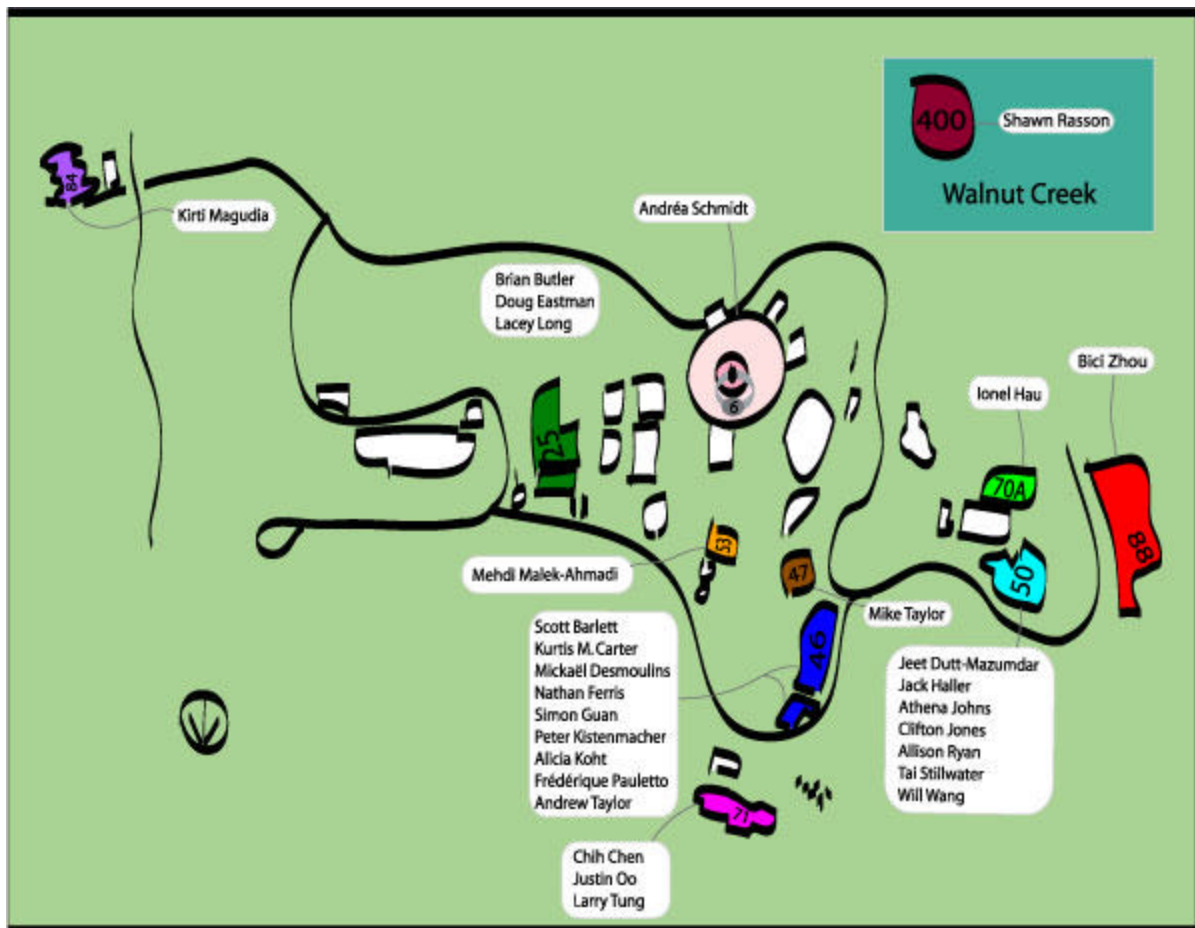 400
Shawn Rasson
Walnut Creek
84
Kirti Magudia
Andréa Schmidt
Brian Butler
Doug Eastman
Lacey Long
6
Bici Zhou
Ionel Hau
25
70A
88
53
Mehdi Malek-Ahmadi
47
50
Mike Taylor
46
Scott Barlett
Kurtis M. Carter
Mickaël Desmoulins
Nathan Ferris
Simon Guan
Peter Kistenmacher
Alicia Koht
Frédérique Pauletto
Andrew Taylor
Jeet Dutt-Mazumdar
Jack Haller
Athena Johns
Clifton Jones
Allison Ryan
Tai Stillwater
Will Wang
71
Chih Chen
Justin Oo
Larry Tung